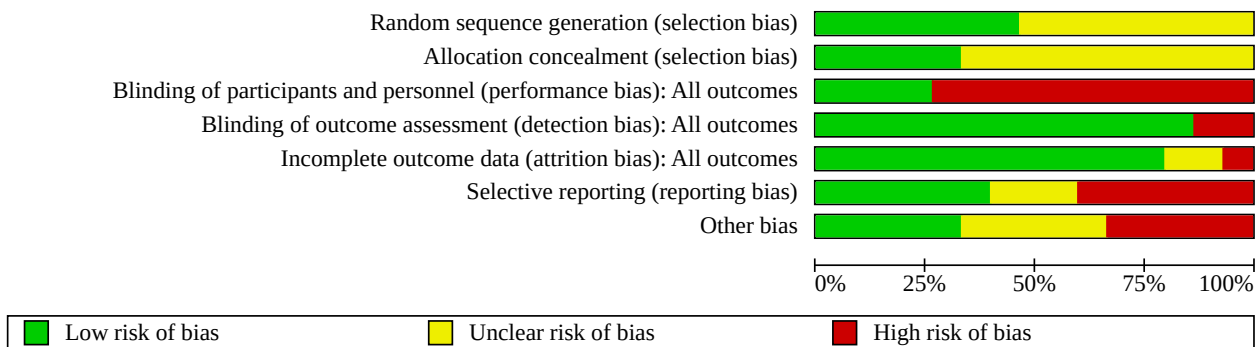 Random sequence generation (selection bias)
Allocation concealment (selection bias)
Blinding of participants and personnel (performance bias): All outcomes
Blinding of outcome assessment (detection bias): All outcomes
Incomplete outcome data (attrition bias): All outcomes
Selective reporting (reporting bias)
Other bias
0% 25% 50% 75% 100%
Low risk of bias Unclear risk of bias High risk of bias